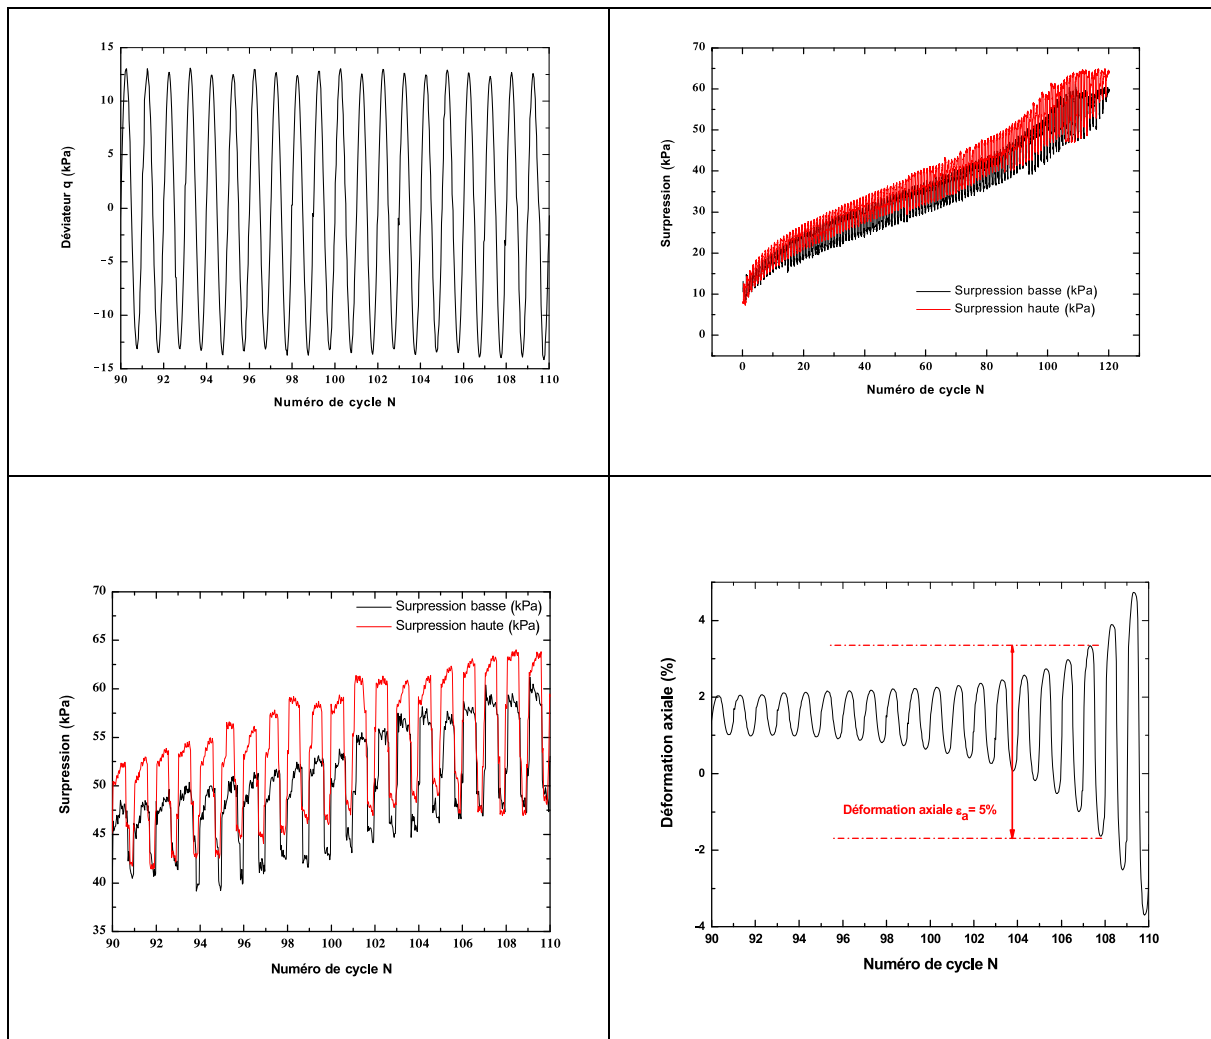 15
10
5
0
−5
−10
−15
90 92 94 96 98 100 102 104 106 108 110
Déviateur q (kPa)
Numéro de cycle N
70
60
50
40
30
20
10
0
0 20 40 60 80 100 120
Surpression (kPa)
Surpression basse (kPa)
Surpression haute (kPa)
Numéro de cycle N
70
65
60
55
50
45
40
35
90 92 94 96 98 100 102 104 106 108 110
Surpression (kPa)
Surpression basse (kPa)
Surpression haute (kPa)
Numéro de cycle N
4
2
0
-2
-4
90 92 94 96 98 100 102 104 106 108 110
Déformation axiale (%)
Déformation axiale εa= 5%
Numéro de cycle N